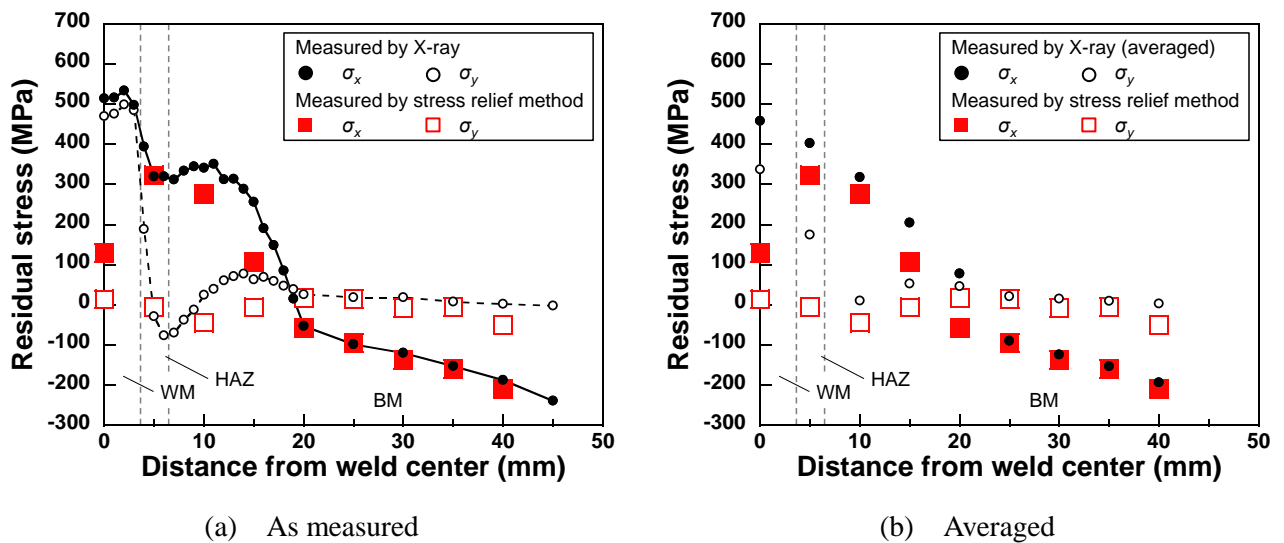 Residual stress (MPa)
700
600
500
400
300
200
100
0
-100
-200
-300
Measured by X-ray
σx σy
Measured by stress relief method
σx σy
HAZ
WM
BM
0 10 20 30 40 50
Distance from weld center (mm)
(a) As measured
Residual stress (MPa)
700
600
500
400
300
200
100
0
-100
-200
-300
Measured by X-ray (averaged)
σx σy
Measured by stress relief method
σx σy
HAZ
WM
BM
0 10 20 30 40 50
Distance from weld center (mm)
(b) Averaged